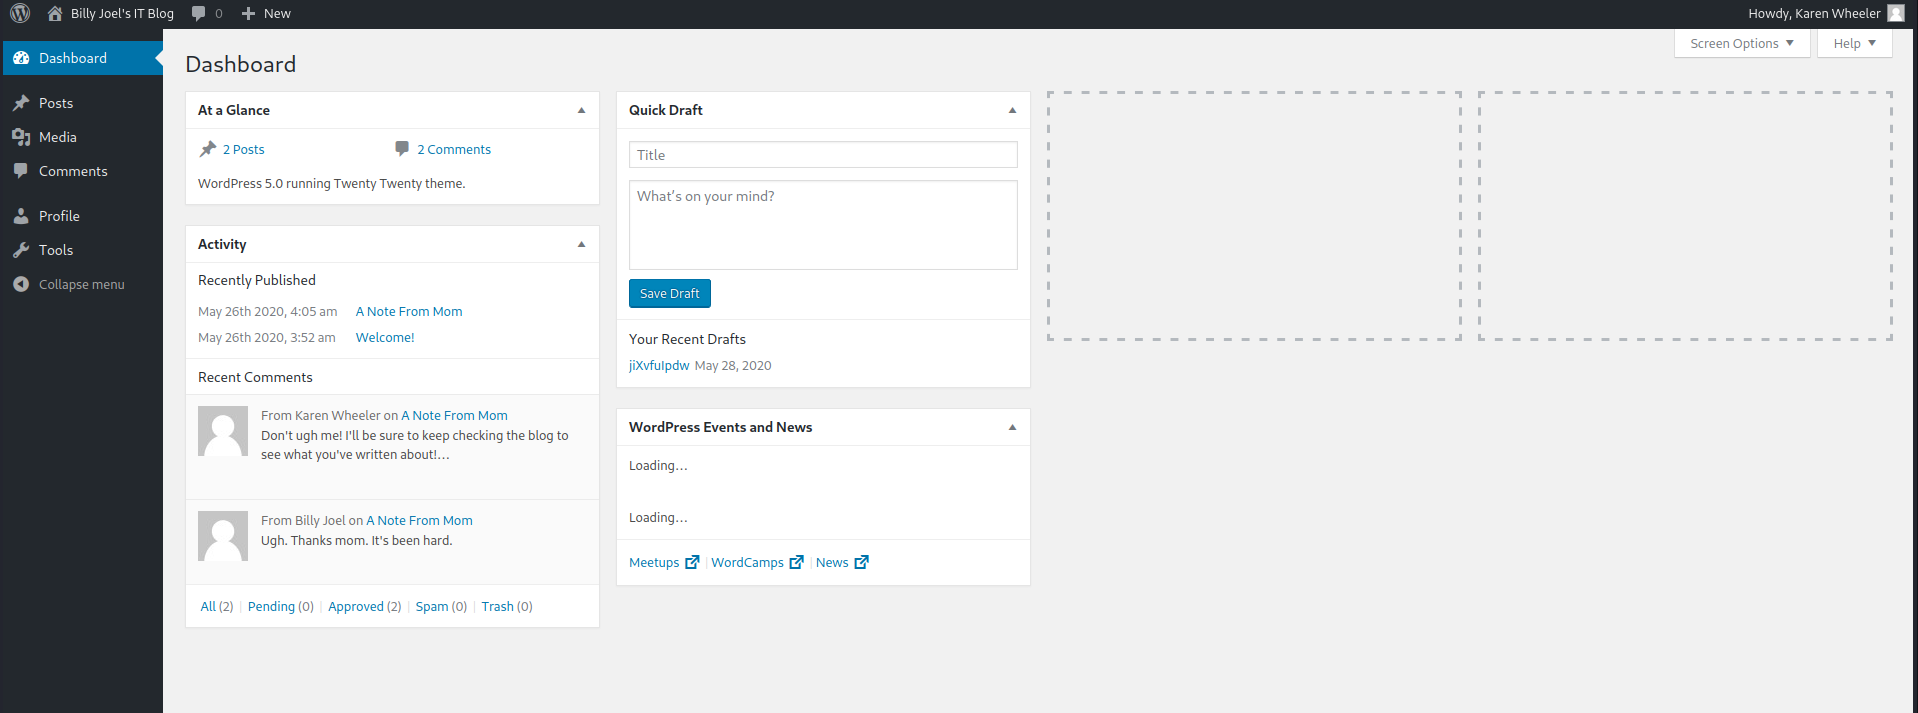 Billy Joel's IT Blog 0 New Howdy, Karen Wheeler
Screen Options Help
Dashboard
Posts
Media
Comments
Profile
Tools
Collapse menu
Dashboard
At a Glance
2 Posts 2 Comments
WordPress 5.0 running Twenty Twenty theme.
Activity
Recently Published
May 26th 2020, 4:05 am A Note From Mom
May 26th 2020, 3:52 am Welcome!
Recent Comments
From Karen Wheeler on A Note From Mom
Don't ugh me! I'll be sure to keep checking the blog to
see what you've written about!…
From Billy Joel on A Note From Mom
Ugh. Thanks mom. It's been hard.
All (2) | Pending (0) | Approved (2) | Spam (0) | Trash (0)
Quick Draft
Title
What's on your mind?
Save Draft
Your Recent Drafts
jiXvfuIpdw May 28, 2020
WordPress Events and News
Loading…
Loading…
Meetups | WordCamps | News